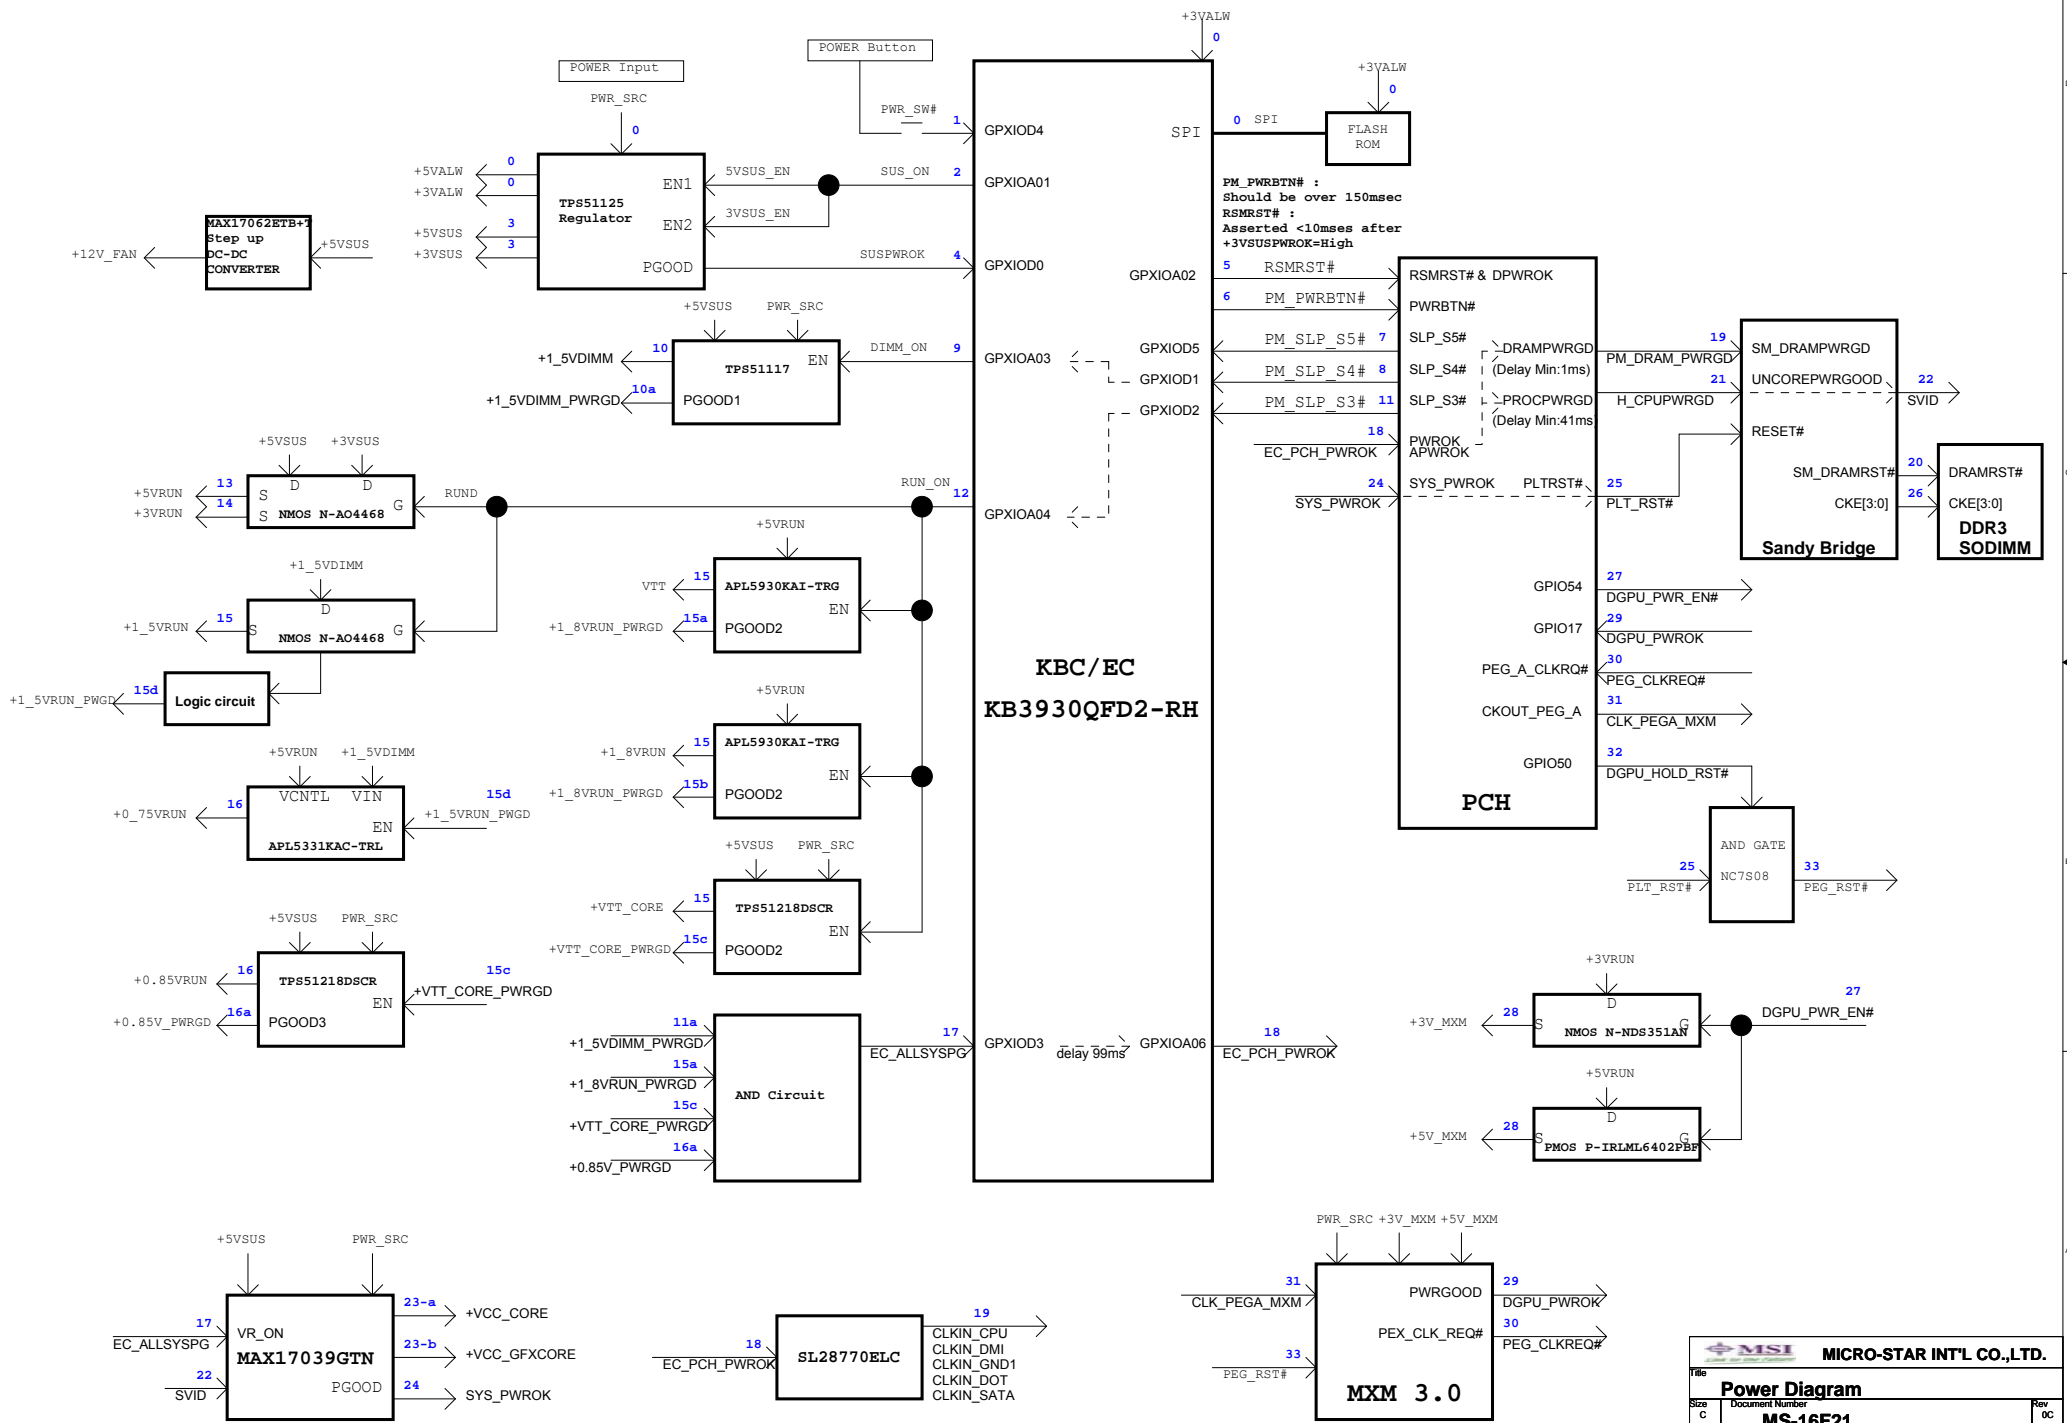 +3VALW
0
POWER Button
POWER Input
+3VALW
0
PWR_SRC
0
PWR_SW#
1
GPXIOD4
SPI
0 SPI
FLASH
ROM
+5VALW
0
+3VALW
0
+5VSUS
3
+3VSUS
3
TPS51125
Regulator
EN1
EN2
PGOOD
5VSUS_EN
3VSUS_EN
SUS_ON
2
GPXIOA01
SUSPWROK
4
GPXIOD0
MAX17062ETB+T
Step up
DC-DC
CONVERTER
+12V_FAN
+5VSUS
PM_PWRBTN# :
Should be over 150msec
RSMRST# :
Asserted <10mses after
+3VSUSPWROK=High
GPXIOA02
5 RSMRST#
RSMRST# & DPWROK
6 PM_PWRBTN#
PWRBTN#
GPXIOD5
PM_SLP_S5# 7
SLP_S5#
GPXIOD1
PM_SLP_S4# 8
SLP_S4#
GPXIOD2
PM_SLP_S3# 11
SLP_S3#
DRAMPWRGD
(Delay Min:1ms)
PROCPWRGD
(Delay Min:41ms)
18
EC_PCH_PWROK
PWROK
APWROK
24
SYS_PWROK
SYS_PWROK
PLTRST#
25
PLT_RST#
19
PM_DRAM_PWRGD
SM_DRAMPWRGD
21
H_CPUPWRGD
UNCOREPWRGOOD
22
SVID
RESET#
SM_DRAMRST#
20
DRAMRST#
CKE[3:0]
26
CKE[3:0]
Sandy Bridge
DDR3
SODIMM
+5VSUS PWR_SRC
+1_5VDIMM
10
+1_5VDIMM_PWRGD
10a
TPS51117
EN
PGOOD1
DIMM_ON
9
GPXIOA03
+5VSUS +3VSUS
+5VRUN
13
+3VRUN
14
D D
S
S
NMOS N-AO4468
G
RUND
RUN_ON
12
GPXIOA04
+1_5VDIMM
+1_5VRUN
15
D
S
NMOS N-AO4468
G
+1_5VRUN_PWGD
15d
Logic circuit
+5VRUN
VTT
15
APL5930KAI-TRG
EN
+1_8VRUN_PWRGD
15a
PGOOD2
+5VRUN
+1_8VRUN
15
APL5930KAI-TRG
EN
+1_8VRUN_PWRGD
15b
PGOOD2
KBC/EC
KB3930QFD2-RH
GPIO54
27
DGPU_PWR_EN#
GPIO17
29
DGPU_PWROK
PEG_A_CLKRQ#
30
PEG_CLKREQ#
CKOUT_PEG_A
31
CLK_PEGA_MXM
GPIO50
32
DGPU_HOLD_RST#
PCH
+5VRUN +1_5VDIMM
VCNTL VIN
+0_75VRUN
16
EN
15d
+1_5VRUN_PWGD
APL5331KAC-TRL
+5VSUS PWR_SRC
+VTT_CORE
15
TPS51218DSCR
EN
+VTT_CORE_PWRGD
15c
PGOOD2
25
PLT_RST#
AND GATE
NC7S08
33
PEG_RST#
+5VSUS PWR_SRC
+0.85VRUN
16
TPS51218DSCR
EN
15c
+VTT_CORE_PWRGD
+0.85V_PWRGD
16a
PGOOD3
11a
+1_5VDIMM_PWRGD
15a
+1_8VRUN_PWRGD
15c
+VTT_CORE_PWRGD
16a
+0.85V_PWRGD
AND Circuit
17
EC_ALLSYSPG
GPXIOD3
delay 99ms
GPXIOA06
18
EC_PCH_PWROK
+3VRUN
+3V_MXM
28
D
S
G
NMOS N-NDS351AN
27
DGPU_PWR_EN#
+5VRUN
+5V_MXM
28
D
S
G
PMOS P-IRLML6402PBF
+5VSUS PWR_SRC
17
EC_ALLSYSPG
VR_ON
MAX17039GTN
22
SVID
PGOOD
23-a
+VCC_CORE
23-b
+VCC_GFXCORE
24
SYS_PWROK
18
EC_PCH_PWROK
SL28770ELC
19
CLKIN_CPU
CLKIN_DMI
CLKIN_GND1
CLKIN_DOT
CLKIN_SATA
PWR_SRC +3V_MXM +5V_MXM
31
CLK_PEGA_MXM
33
PEG_RST#
PWRGOOD
29
DGPU_PWROK
PEX_CLK_REQ#
30
PEG_CLKREQ#
MXM 3.0
MSI
MICRO-STAR INT'L CO.,LTD.
Title
Power Diagram
Size
C
Document Number
MS-16F21
Rev
0C